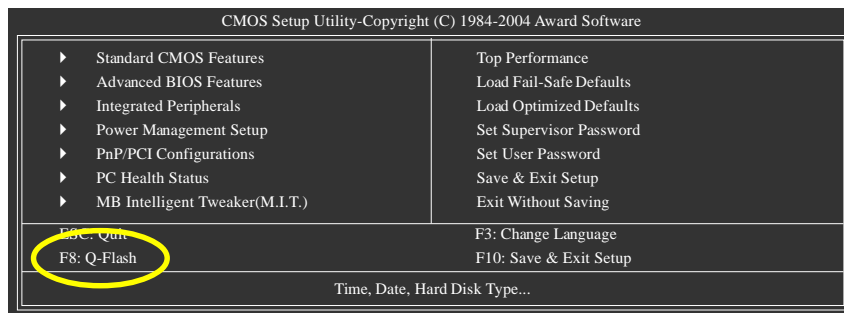 CMOS Setup Utility-Copyright (C) 1984-2004 Award Software
Standard CMOS Features
Advanced BIOS Features
Integrated Peripherals
Power Management Setup
PnP/PCI Configurations
PC Health Status
MB Intelligent Tweaker(M.I.T.)
Top Performance
Load Fail-Safe Defaults
Load Optimized Defaults
Set Supervisor Password
Set User Password
Save & Exit Setup
Exit Without Saving
ESC: Quit
F3: Change Language
F8: Q-Flash
F10: Save & Exit Setup
Time, Date, Hard Disk Type...